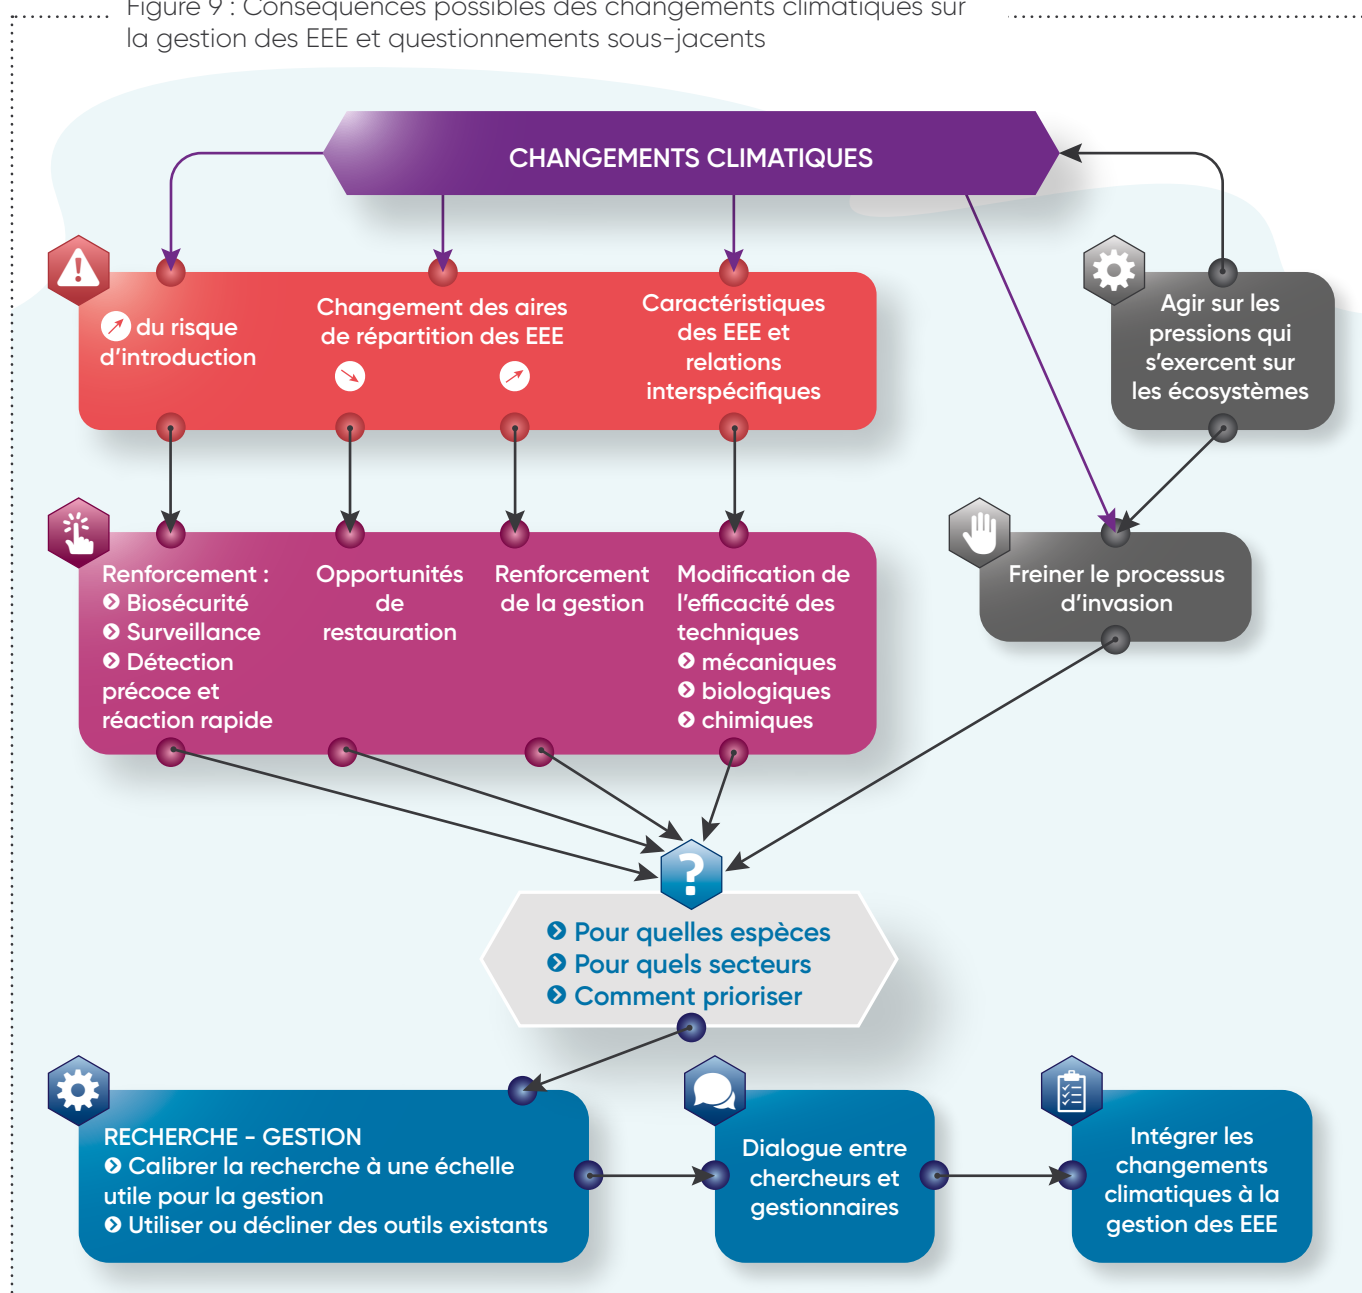 Figure 9 : Conséquences possibles des changements climatiques sur
la gestion des EEE et questionnements sous-jacents
CHANGEMENTS CLIMATIQUES
du risque
d'introduction
Changement des aires
de répartition des EEE
Caractéristiques
des EEE et
relations
interspécifiques
Agir sur les
pressions qui
s'exercent sur
les écosystèmes
Renforcement :
Biosécurité
Surveillance
Détection
précoce et
réaction rapide
Opportunités
de
restauration
Renforcement
de la gestion
Modification de
l'efficacité des
techniques
mécaniques
biologiques
chimiques
Freiner le processus
d'invasion
?
Pour quelles espèces
Pour quels secteurs
Comment prioriser
RECHERCHE - GESTION
Calibrer la recherche à une échelle
utile pour la gestion
Utiliser ou décliner des outils existants
Dialogue entre
chercheurs et
gestionnaires
Intégrer les
changements
climatiques à la
gestion des EEE